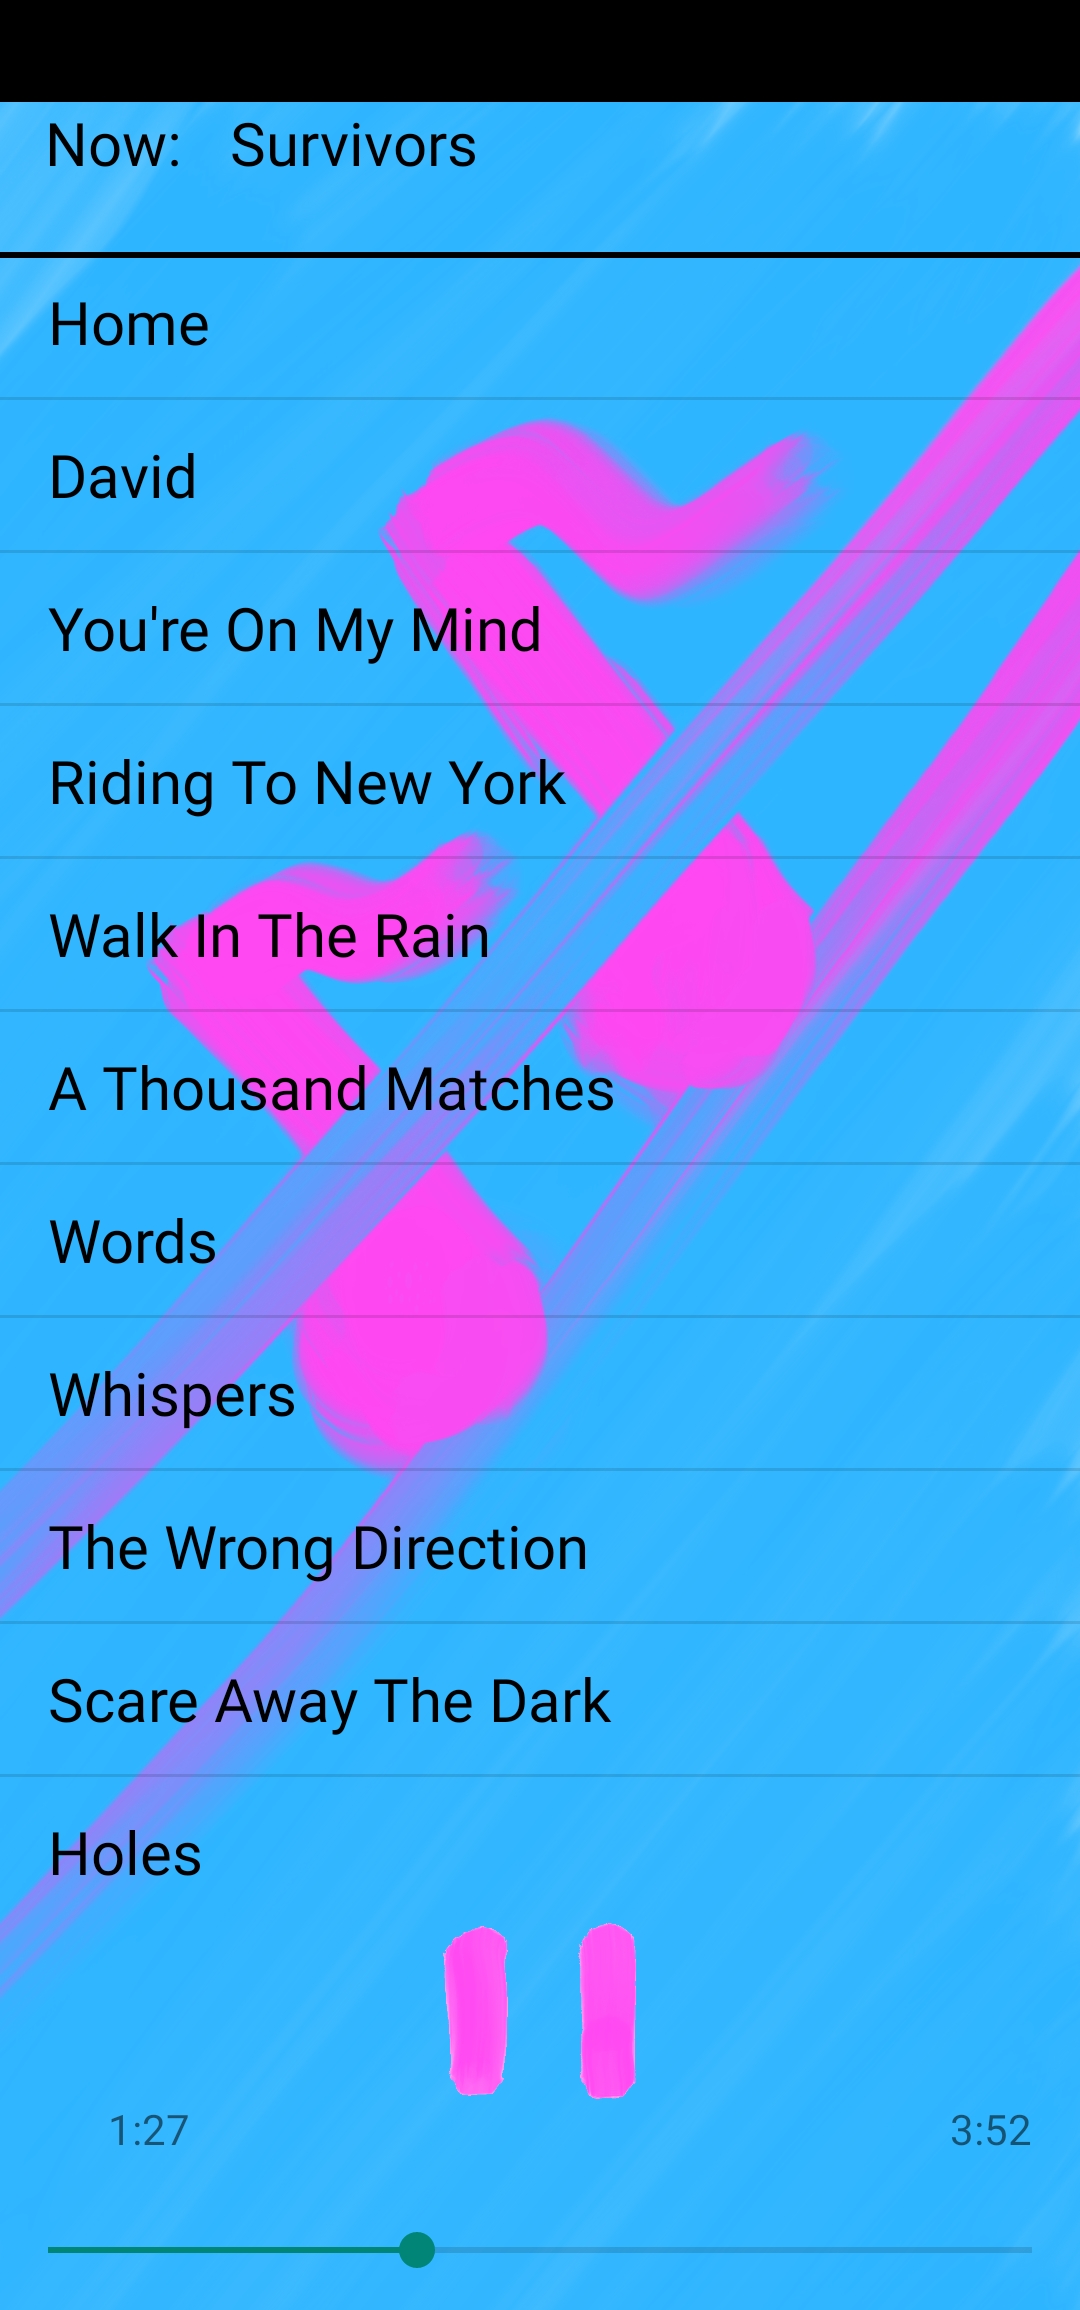 Now: Survivors
Home
David
You're On My Mind
Riding To New York
Walk In The Rain
A Thousand Matches
Words
Whispers
The Wrong Direction
Scare Away The Dark
Holes
1:27 3:52